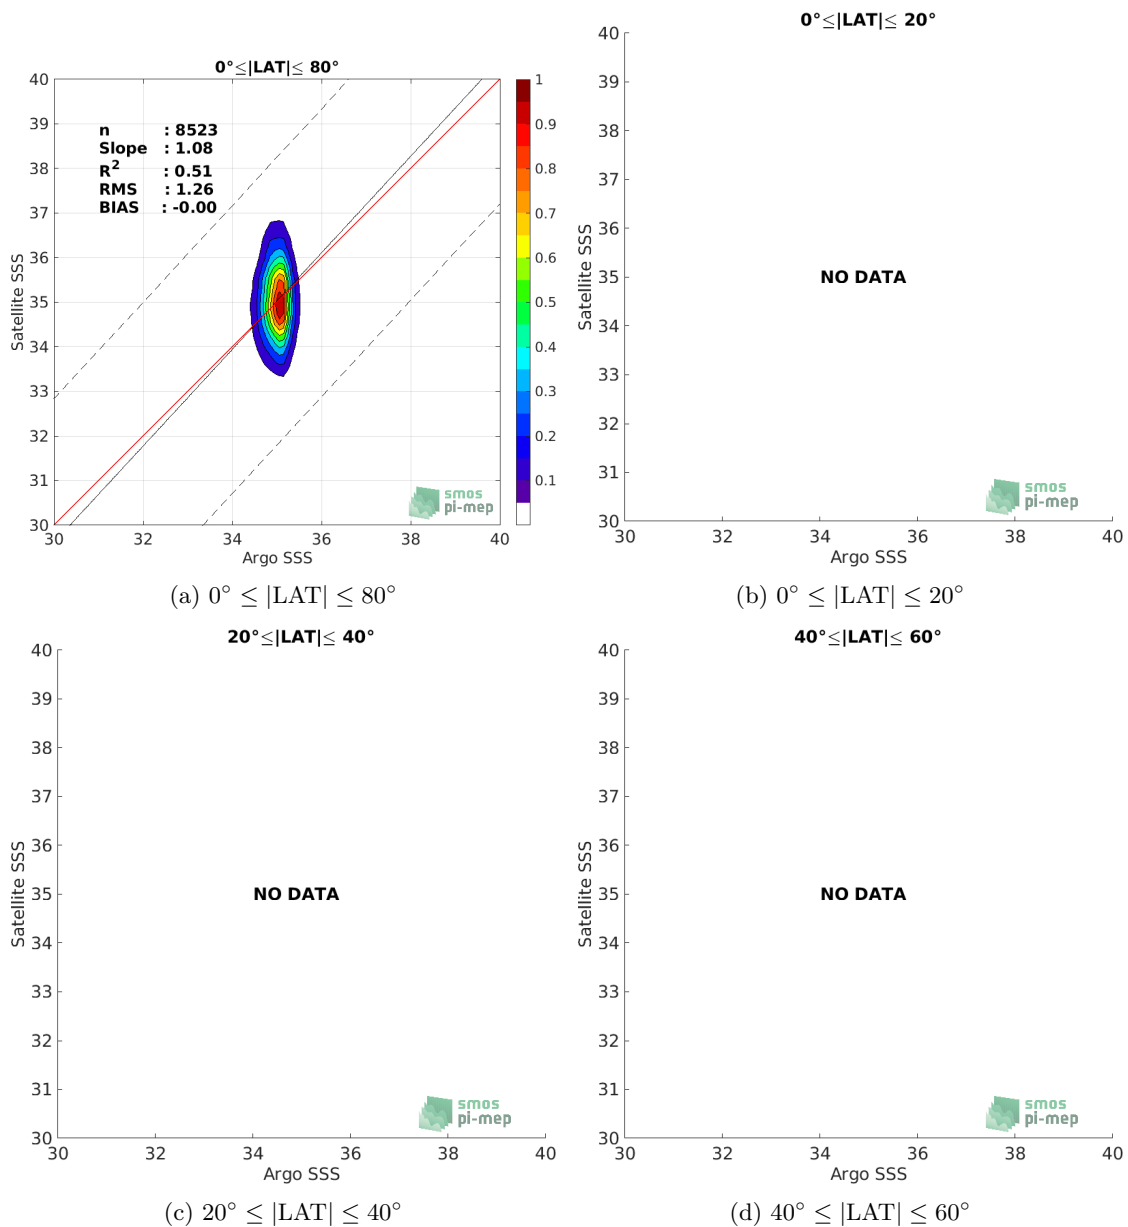 0°≤|LAT|≤ 80°
40
39
38
37
36
35
34
33
32
31
30
30
32
34
36
38
40
Satellite SSS
Argo SSS
n : 8523
Slope : 1.08
R² : 0.51
RMS : 1.26
BIAS : -0.00
1
0.9
0.8
0.7
0.6
0.5
0.4
0.3
0.2
0.1
smos
pi-mep
(a) 0° ≤ |LAT| ≤ 80°
0°≤|LAT|≤ 20°
40
39
38
37
36
35
34
33
32
31
30
30
32
34
36
38
40
Satellite SSS
Argo SSS
NO DATA
smos
pi-mep
(b) 0° ≤ |LAT| ≤ 20°
20°≤|LAT|≤ 40°
40
39
38
37
36
35
34
33
32
31
30
30
32
34
36
38
40
Satellite SSS
Argo SSS
NO DATA
smos
pi-mep
(c) 20° ≤ |LAT| ≤ 40°
40°≤|LAT|≤ 60°
40
39
38
37
36
35
34
33
32
31
30
30
32
34
36
38
40
Satellite SSS
Argo SSS
NO DATA
smos
pi-mep
(d) 40° ≤ |LAT| ≤ 60°